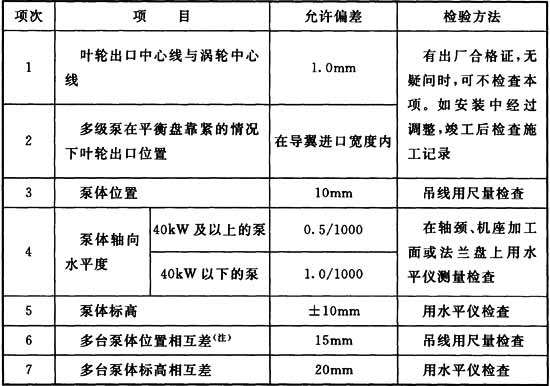 项次 项 目 允许偏差 检验方法
1 叶轮出口中心线与涡轮中心
线
1.0mm
有出厂合格证,无
疑问时,可不检查本
项。如安装中经过
调整,竣工后检查施
工记录
2 多级泵在平衡盘靠紧的情况
下叶轮出口位置
在导翼进口宽度内
3 泵体位置 10mm 吊线用尺量检查
4 泵体轴向
水平度
40kW及以上的泵 0.5/1000
40kW以下的泵 1.0/1000
在轴颈、机座加工
面或法兰盘上用水
平仪测量检查
5 泵体标高 ±10mm 用水平仪检查
6 多台泵体位置相互差(注) 15mm 吊线用尺量检查
7 多台泵体标高相互差 20mm 用水平仪检查